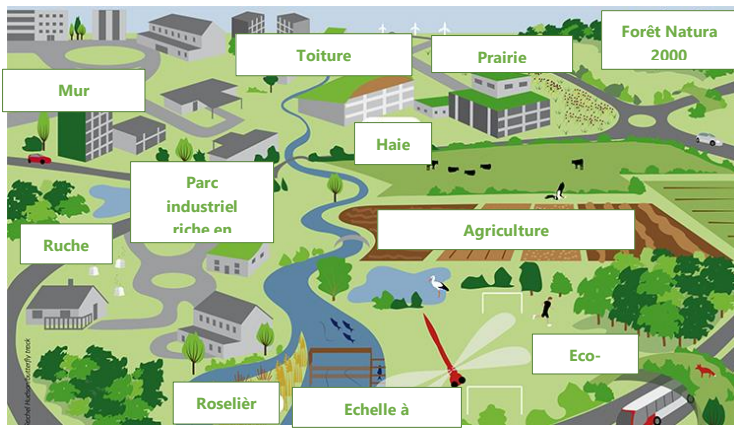 Toiture
Prairie
Forêt Natura
2000
Mur
Haie
Parc
industriel
riche en
Ruche
Agriculture
Eco-
Roselièr
Echelle à